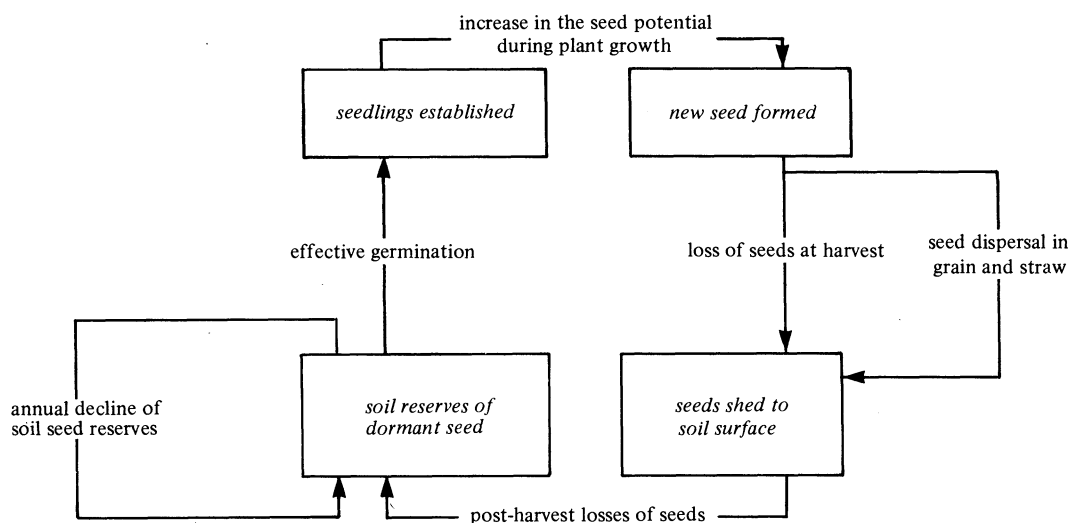 increase in the seed potential
during plant growth
seedlings established
new seed formed
effective germination
loss of seeds at harvest
seed dispersal in
grain and straw
annual decline of
soil seed reserves
soil reserves of
dormant seed
seeds shed to
soil surface
post-harvest losses of seeds